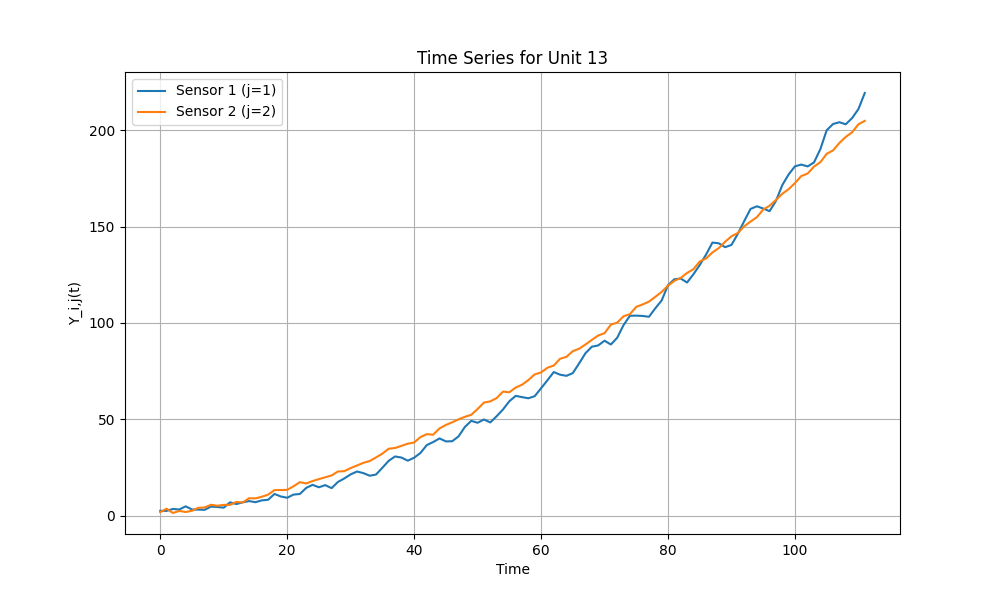 Time Series for Unit 13
Sensor 1 (j=1)
Sensor 2 (j=2)
Y_i,j(t)
200
150
100
50
0
0 20 40 60 80 100
Time